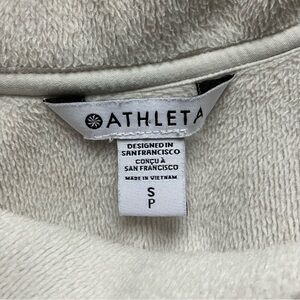 ATHLETA
DESIGNED IN
SAN FRANCISCO
CONÇU À
SAN FRANCISCO
MADE IN VIETNAM
S
P